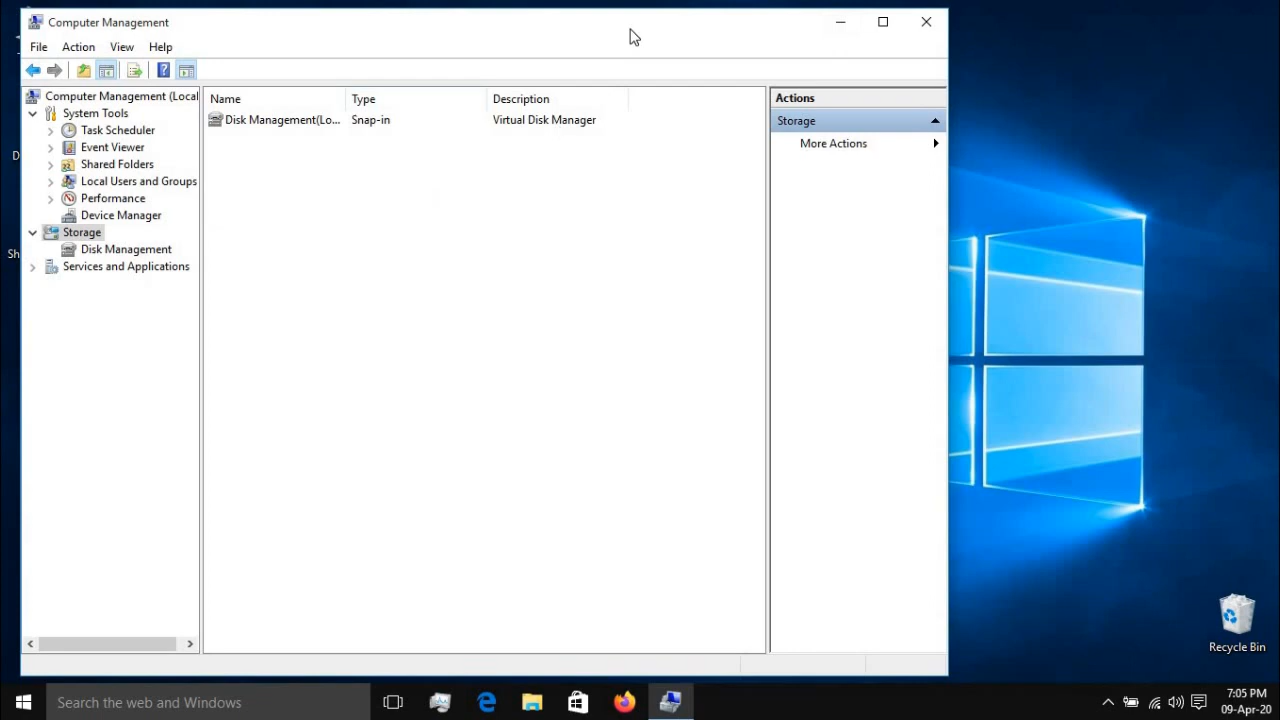 Computer Management
File Action View Help
Computer Management (Local
System Tools
Task Scheduler
Event Viewer
Shared Folders
Local Users and Groups
Performance
Device Manager
Storage
Disk Management
Services and Applications
Name Type Description
Disk Management(Lo... Snap-in Virtual Disk Manager
Actions
Storage
More Actions
D
Sh
Recycle Bin
Search the web and Windows
7:05 PM
09-Apr-20